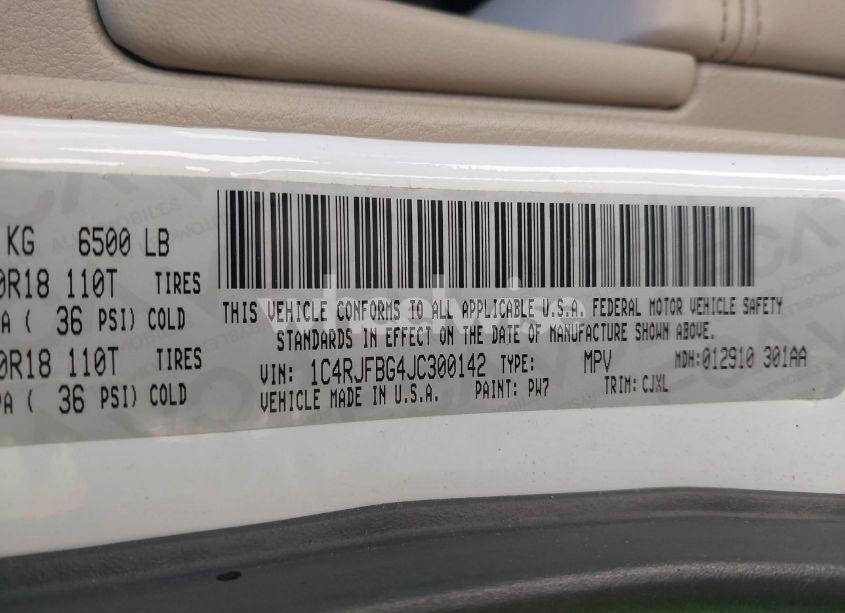 KG 6500 LB
0R18 110T TIRES
A ( 36 PSI) COLD
0R18 110T TIRES
PA ( 36 PSI) COLD
THIS VEHICLE CONFORMS TO ALL APPLICABLE U.S.A. FEDERAL MOTOR VEHICLE SAFETY
STANDARDS IN EFFECT ON THE DATE OF MANUFACTURE SHOWN ABOVE.
VIN: 1C4RJFBG4JC300142 TYPE: MPV MDH:012910 301AA
VEHICLE MADE IN U.S.A. PAINT: PW7 TRIM: CJXL